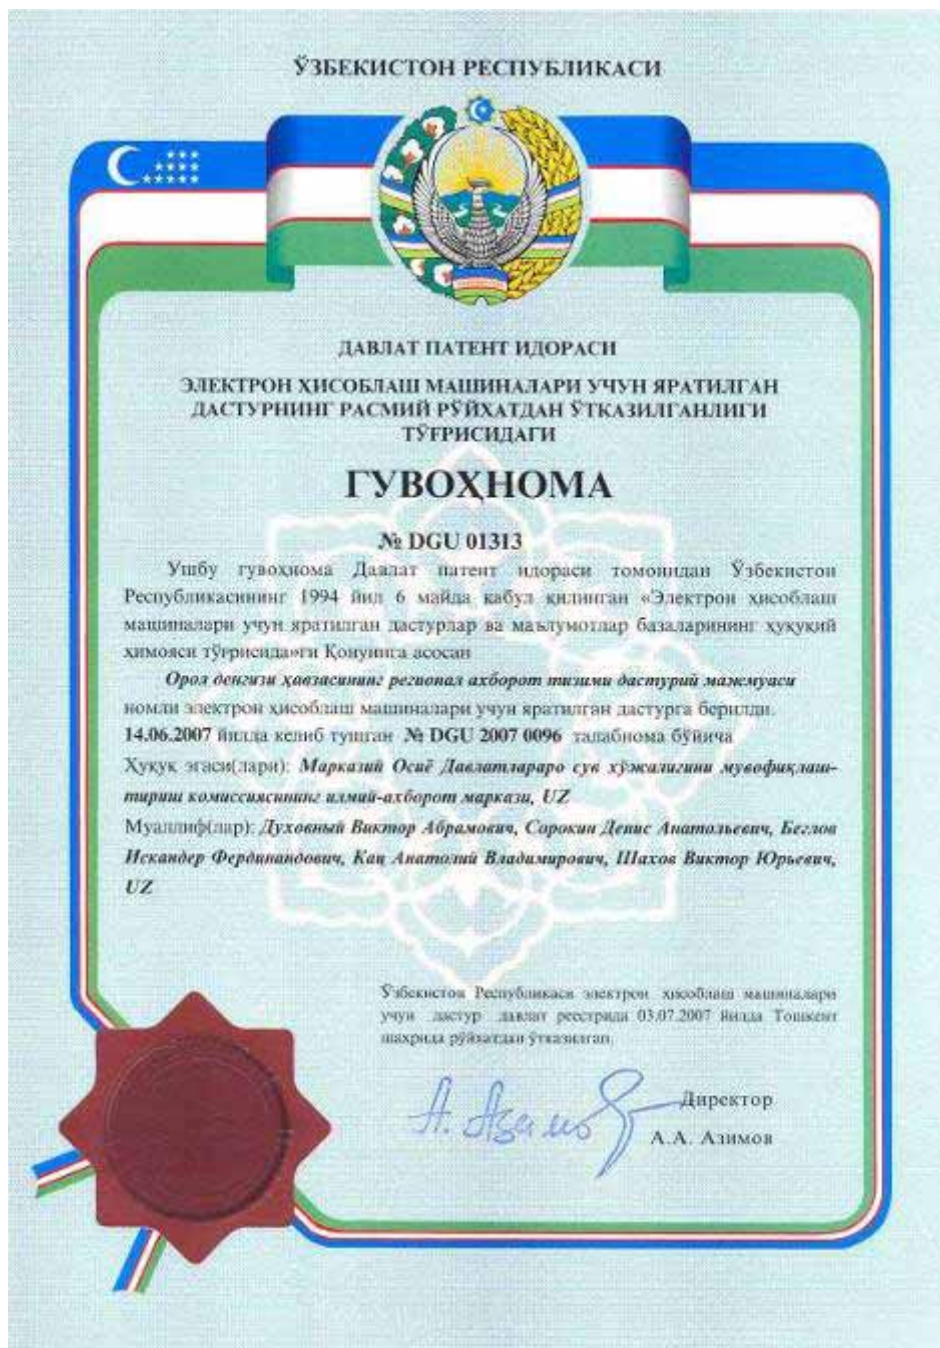 ЎЗБЕКИСТОН РЕСПУБЛИКАСИ
ДАВЛАТ ПАТЕНТ ИДОРАСИ
ЭЛЕКТРОН ҲИСОБЛАШ МАШИНАЛАРИ УЧУН ЯРАТИЛГАН
ДАСТУРНИНГ РАСМИЙ РЎЙХАТДАН ЎТКАЗИЛГАНЛИГИ
ТЎҒРИСИДАГИ
ГУВОҲНОМА
№ DGU 01313
Ушбу гувоҳнома Давлат патент идораси томонидан Ўзбекистон
Республикасининг 1994 йил 6 майда қабул қилинган «Электрон ҳисоблаш
машиналари учун яратилган дастурлар ва маълумотлар базаларининг ҳуқуқий
ҳимояси тўғрисида»ги Қонунига асосан
Орол денгизи ҳавзасининг регионал ахборот тизими дастурий мажмуаси
номли электрон ҳисоблаш машиналари учун яратилган дастурга берилди.
14.06.2007 йилда келиб тушган № DGU 2007 0096 талабнома бўйича
Ҳуқуқ эгаси(лари): Марказий Осиё Давлатлараро сув хўжалигини мувофиқлаш-
тириш комиссиясининг илмий-ахборот маркази, UZ
Муаллиф(лар): Духовный Виктор Абрамович, Сорокин Денис Анатольевич, Беглов
Искандер Фердинандович, Кац Анатолий Владимирович, Шахов Виктор Юрьевич,
UZ
Ўзбекистон Республикаси электрон ҳисоблаш машиналари
учун дастур давлат реестрида 03.07.2007 йилда Тошкент
шаҳрида рўйхатдан ўтказилган.
А. Азимов
Директор
А.А. Азимов